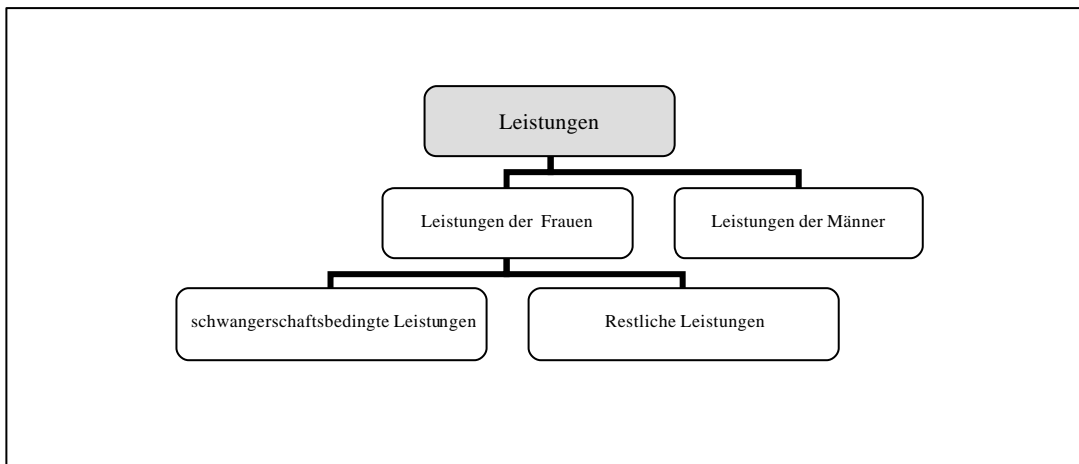 Leistungen
Leistungen der Frauen
Leistungen der Männer
schwangerschaftsbedingte Leistungen
Restliche Leistungen